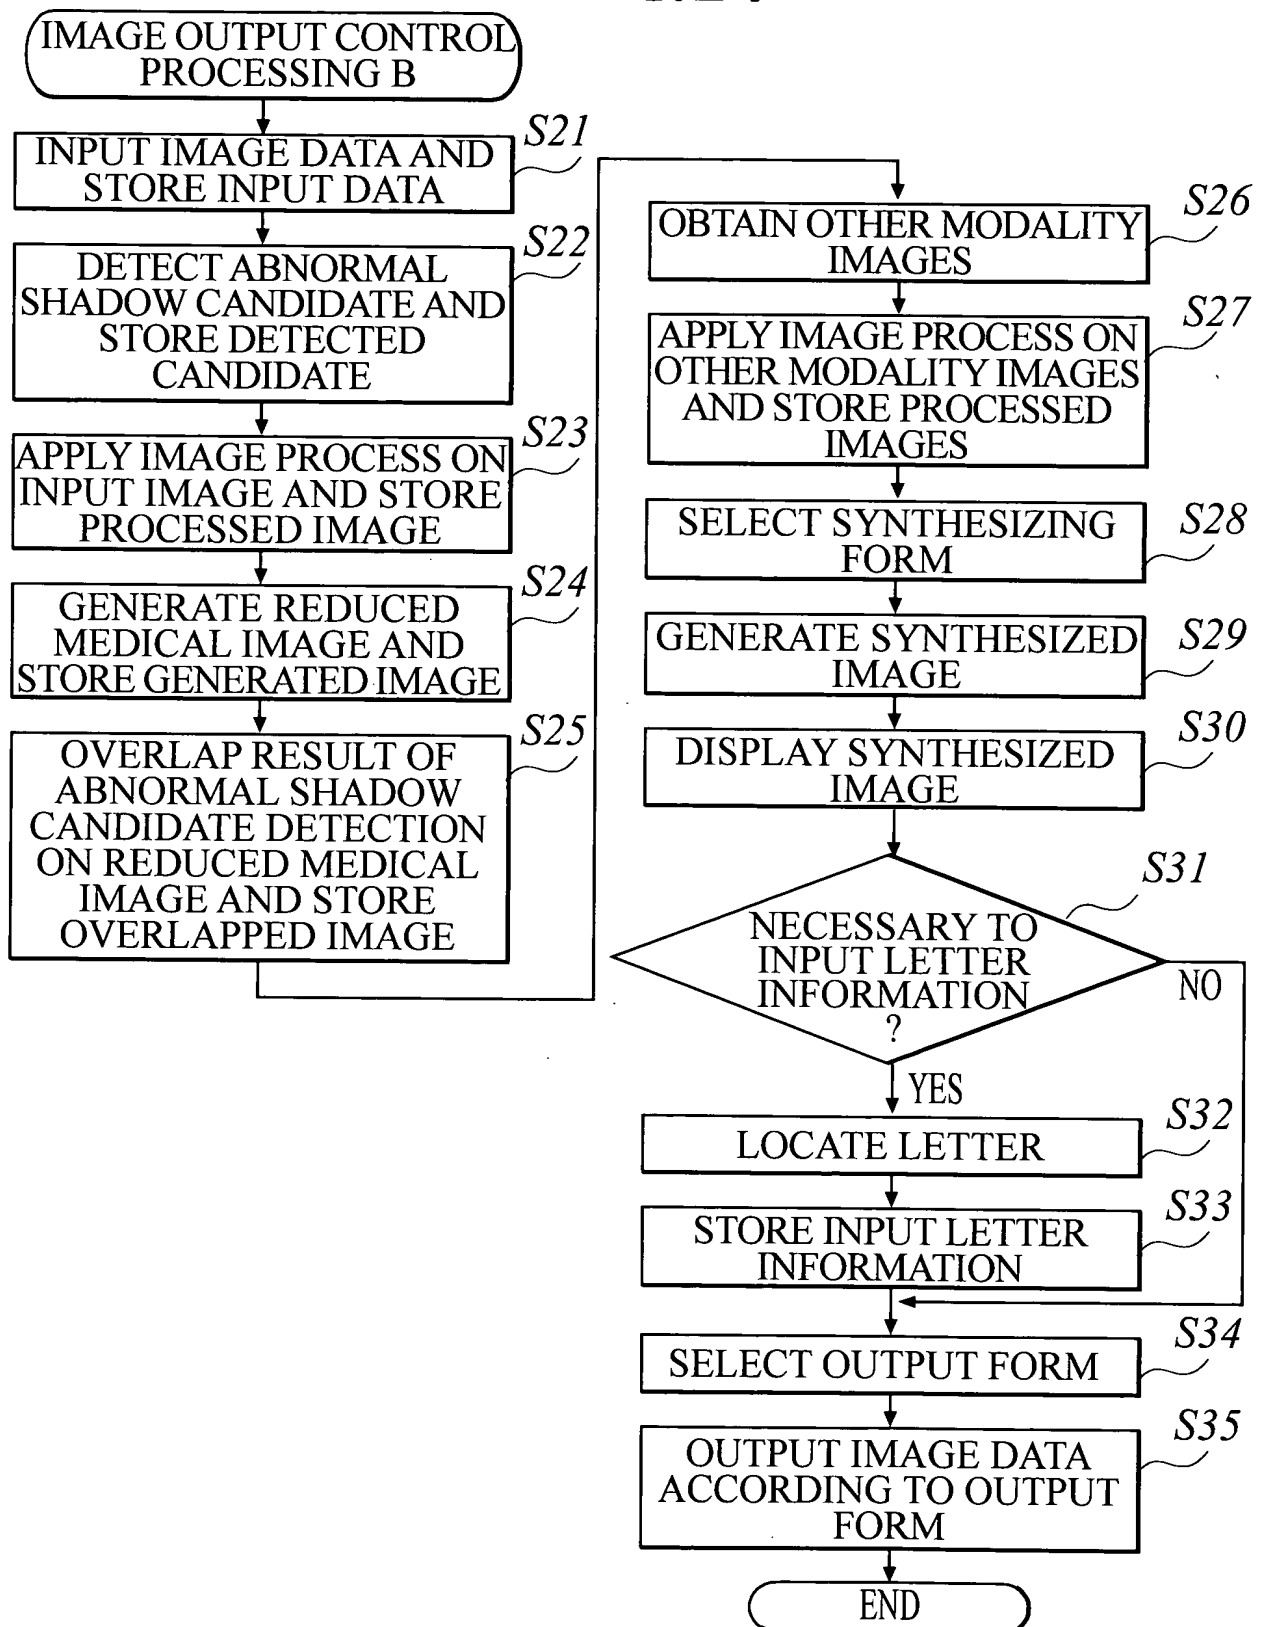 IMAGE OUTPUT CONTROL
PROCESSING B
S21
INPUT IMAGE DATA AND
STORE INPUT DATA
S22
DETECT ABNORMAL
SHADOW CANDIDATE AND
STORE DETECTED
CANDIDATE
S23
APPLY IMAGE PROCESS ON
INPUT IMAGE AND STORE
PROCESSED IMAGE
S24
GENERATE REDUCED
MEDICAL IMAGE AND
STORE GENERATED IMAGE
S25
OVERLAP RESULT OF
ABNORMAL SHADOW
CANDIDATE DETECTION
ON REDUCED MEDICAL
IMAGE AND STORE
OVERLAPPED IMAGE
S26
OBTAIN OTHER MODALITY
IMAGES
S27
APPLY IMAGE PROCESS ON
OTHER MODALITY IMAGES
AND STORE PROCESSED
IMAGES
S28
SELECT SYNTHESIZING
FORM
S29
GENERATE SYNTHESIZED
IMAGE
S30
DISPLAY SYNTHESIZED
IMAGE
S31
NECESSARY TO
INPUT LETTER
INFORMATION
?
NO
YES
S32
LOCATE LETTER
S33
STORE INPUT LETTER
INFORMATION
S34
SELECT OUTPUT FORM
S35
OUTPUT IMAGE DATA
ACCORDING TO OUTPUT
FORM
END